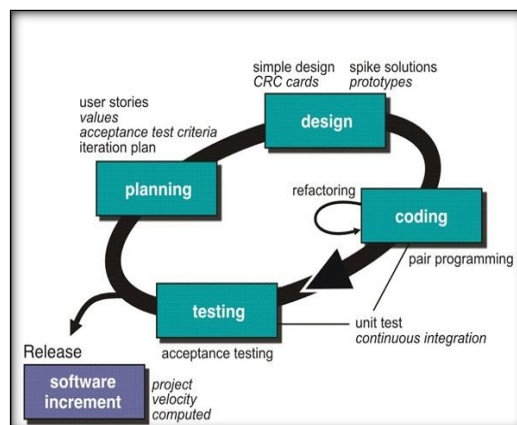 simple design
CRC cards
spike solutions
prototypes
user stories
values
acceptance test criteria
iteration plan
design
planning
refactoring
coding
pair programming
testing
unit test
continuous integration
acceptance testing
Release
software
increment
project
velocity
computed